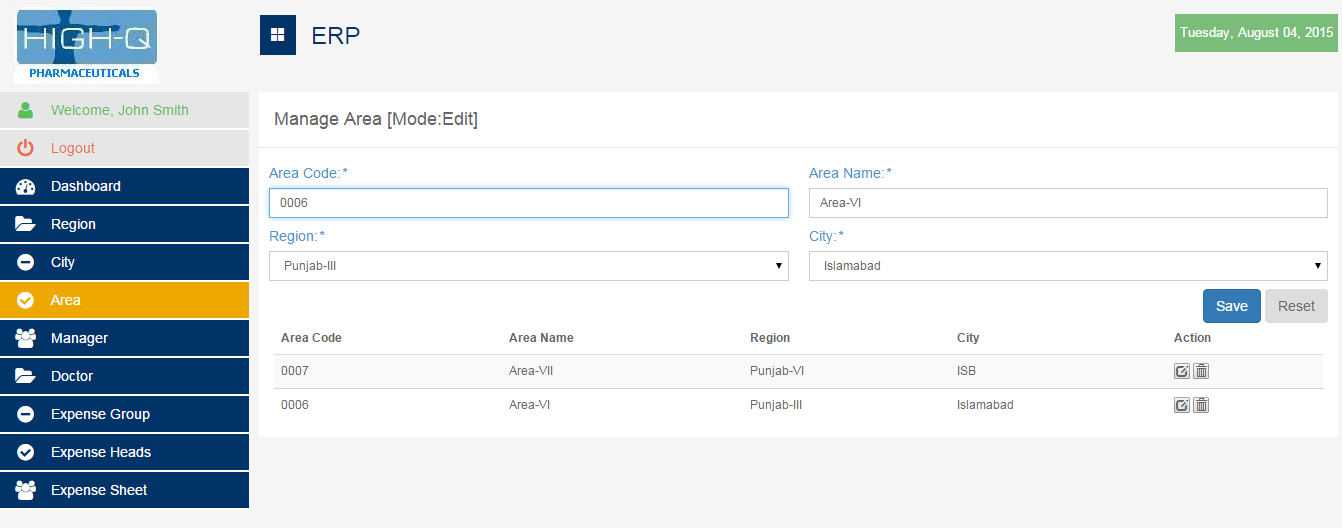 HIGH-Q
PHARMACEUTICALS
ERP
Tuesday, August 04, 2015
Welcome, John Smith
Logout
Dashboard
Region
City
Area
Manager
Doctor
Expense Group
Expense Heads
Expense Sheet
Manage Area [Mode:Edit]
Area Code:* Area Name:*
0006 Area-VI
Region:* City:*
Punjab-III Islamabad
Save Reset
Area Code Area Name Region City Action
0007 Area-VII Punjab-VI ISB
0006 Area-VI Punjab-III Islamabad